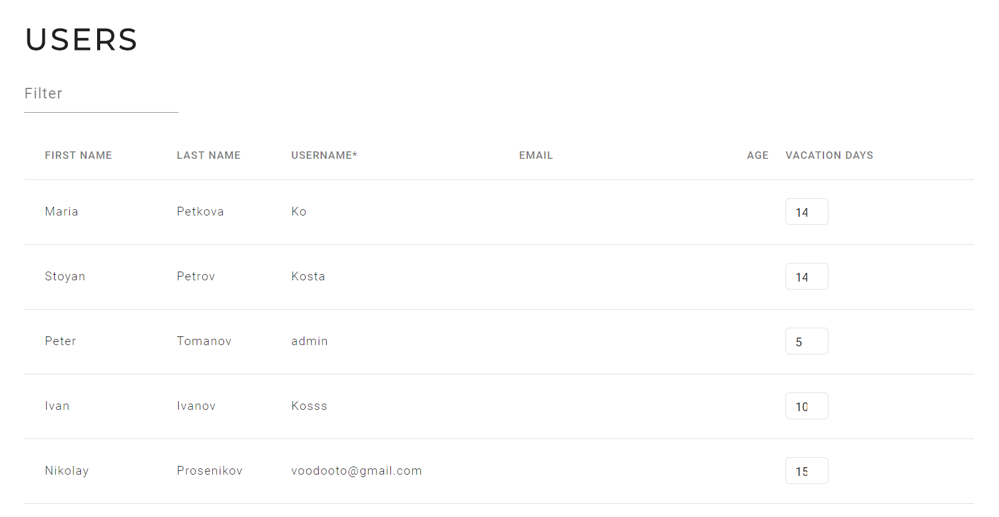 USERS
Filter
FIRST NAME LAST NAME USERNAME* EMAIL AGE VACATION DAYS
Maria Petkova Ko 14
Stoyan Petrov Kosta 14
Peter Tomanov admin 5
Ivan Ivanov Kosss 10
Nikolay Prosenikov voodooto@gmail.com 15